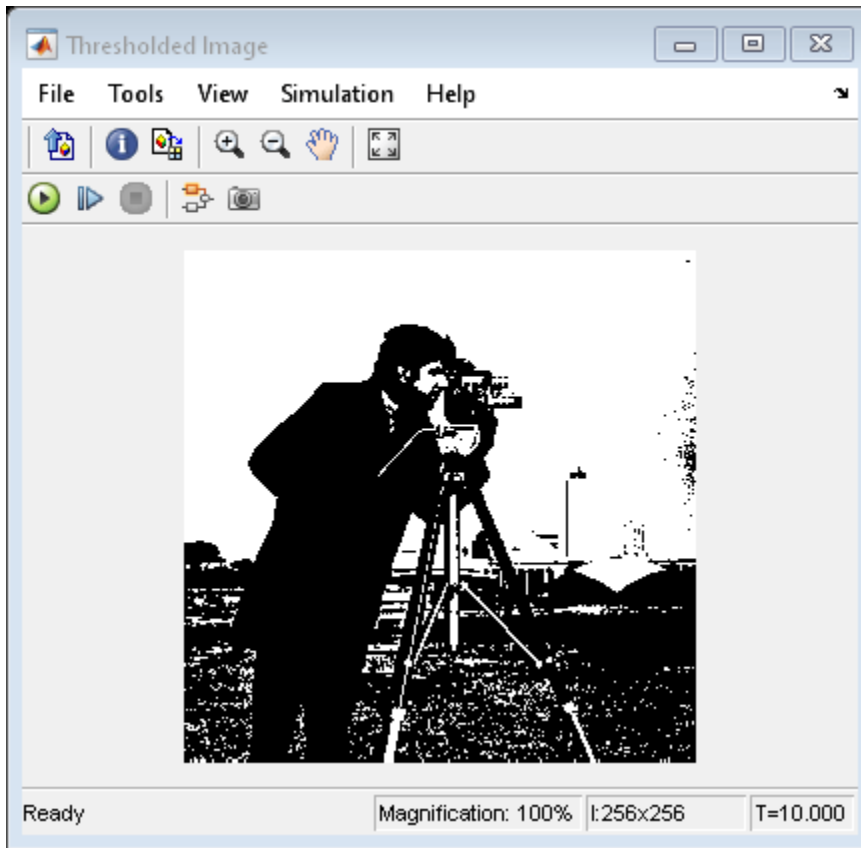 Thresholded Image
File Tools View Simulation Help
Ready Magnification: 100% I:256x256 T=10.000